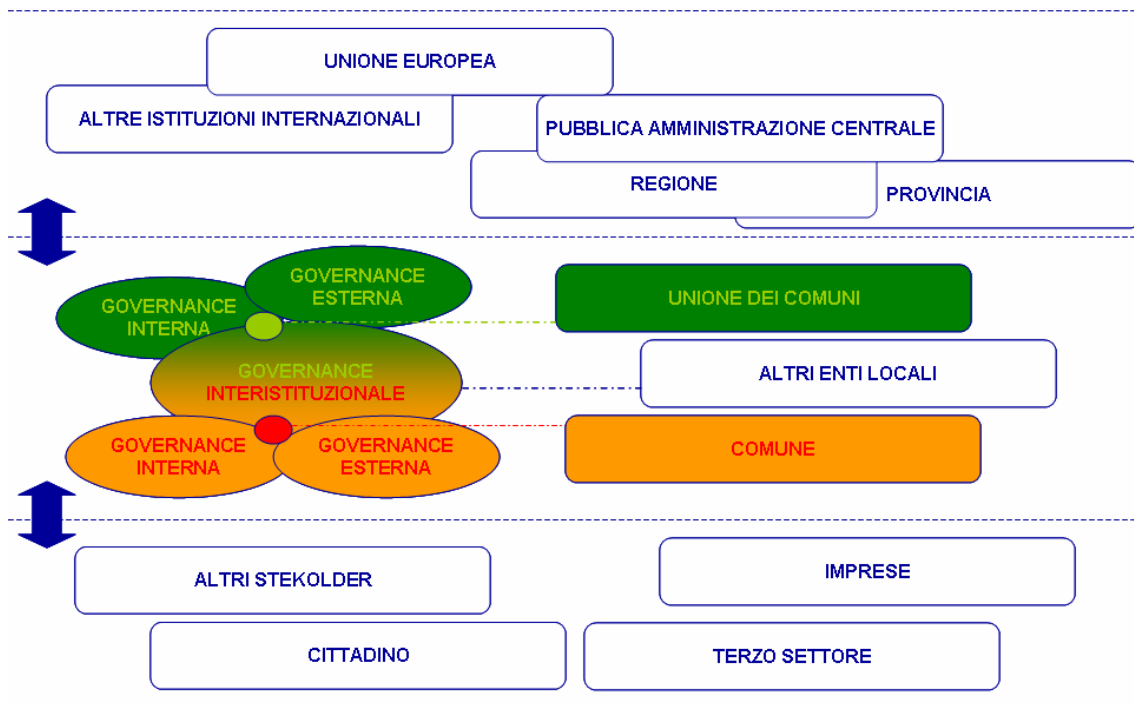 UNIONE EUROPEA
ALTRE ISTITUZIONI INTERNAZIONALI
PUBBLICA AMMINISTRAZIONE CENTRALE
REGIONE
PROVINCIA
GOVERNANCE
ESTERNA
GOVERNANCE
INTERNA
UNIONE DEI COMUNI
GOVERNANCE
INTERISTITUZIONALE
ALTRI ENTI LOCALI
GOVERNANCE
INTERNA
GOVERNANCE
ESTERNA
COMUNE
ALTRI STEKOLDER
IMPRESE
CITTADINO
TERZO SETTORE